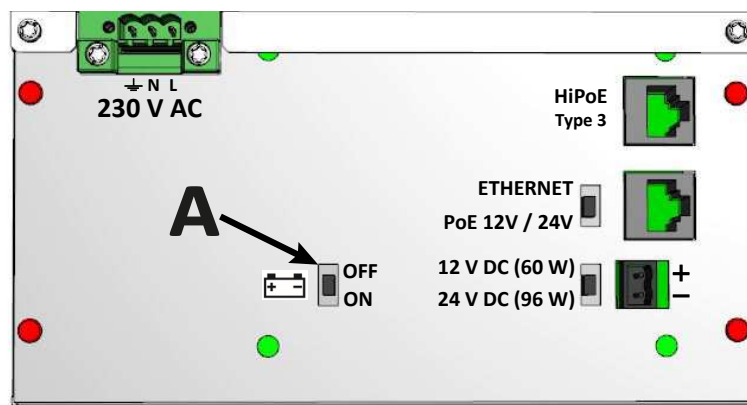 ⏚ N L
230 V AC
HiPoE
Type 3
ETHERNET
PoE 12V / 24V
A
OFF
ON
+ −
12 V DC (60 W)
24 V DC (96 W)
+
−